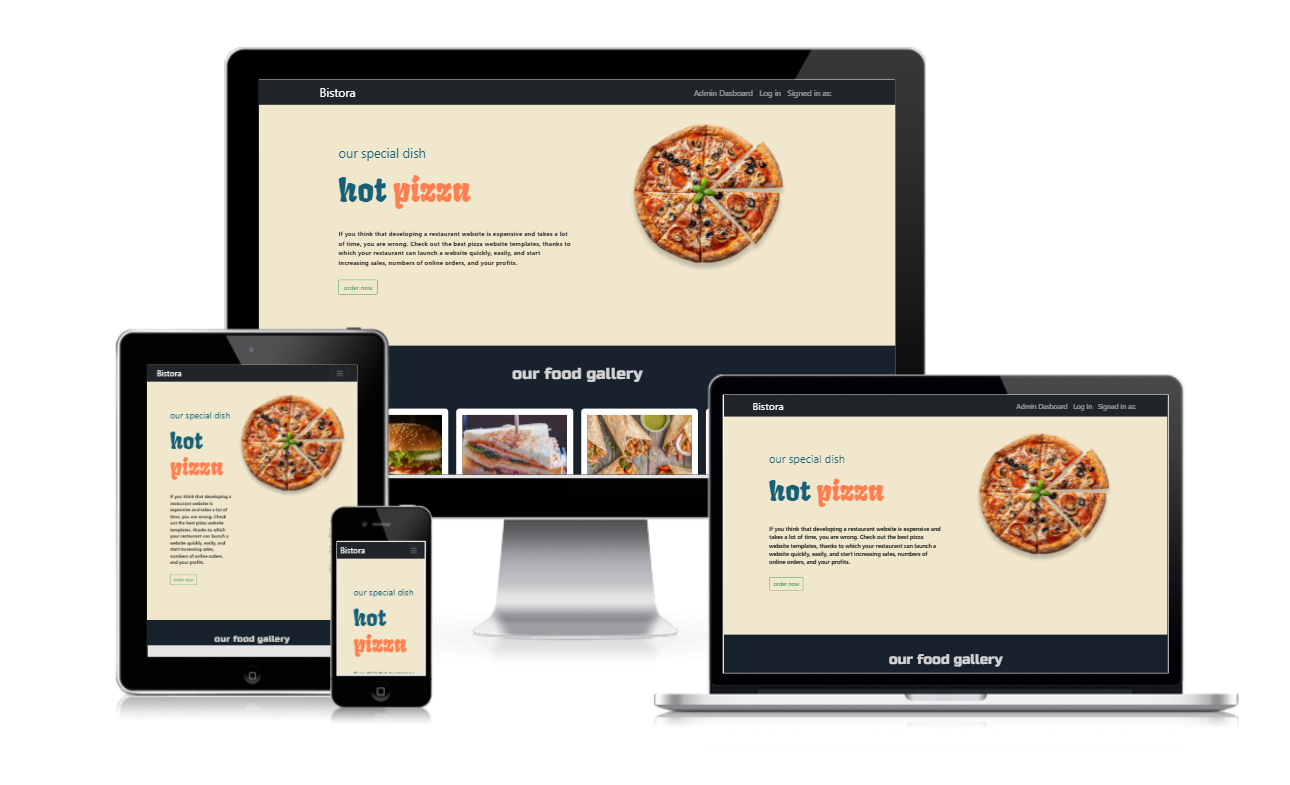 Bistora
Admin Dasboard Log in Signed in as:
our special dish
hot pizza
If you think that developing a restaurant website is expensive and takes a lot
of time, you are wrong. Check out the best pizza website templates, thanks to
which your restaurant can launch a website quickly, easily, and start
increasing sales, numbers of online orders, and your profits.
order now
our food gallery
Bistora
our special dish
hot
pizza
If you think that developing a
restaurant website is
expensive and takes a lot of
time, you are wrong. Check
out the best pizza website
templates, thanks to which
your restaurant can launch a
website quickly, easily, and
start increasing sales,
numbers of online orders,
and your profits.
order now
our food gallery
Bistora
our special dish
hot
pizza
Bistora
Admin Dasboard Log in Signed in as:
our special dish
hot pizza
If you think that developing a restaurant website is expensive and
takes a lot of time, you are wrong. Check out the best pizza
website templates, thanks to which your restaurant can launch a
website quickly, easily, and start increasing sales, numbers of
online orders, and your profits.
order now
our food gallery